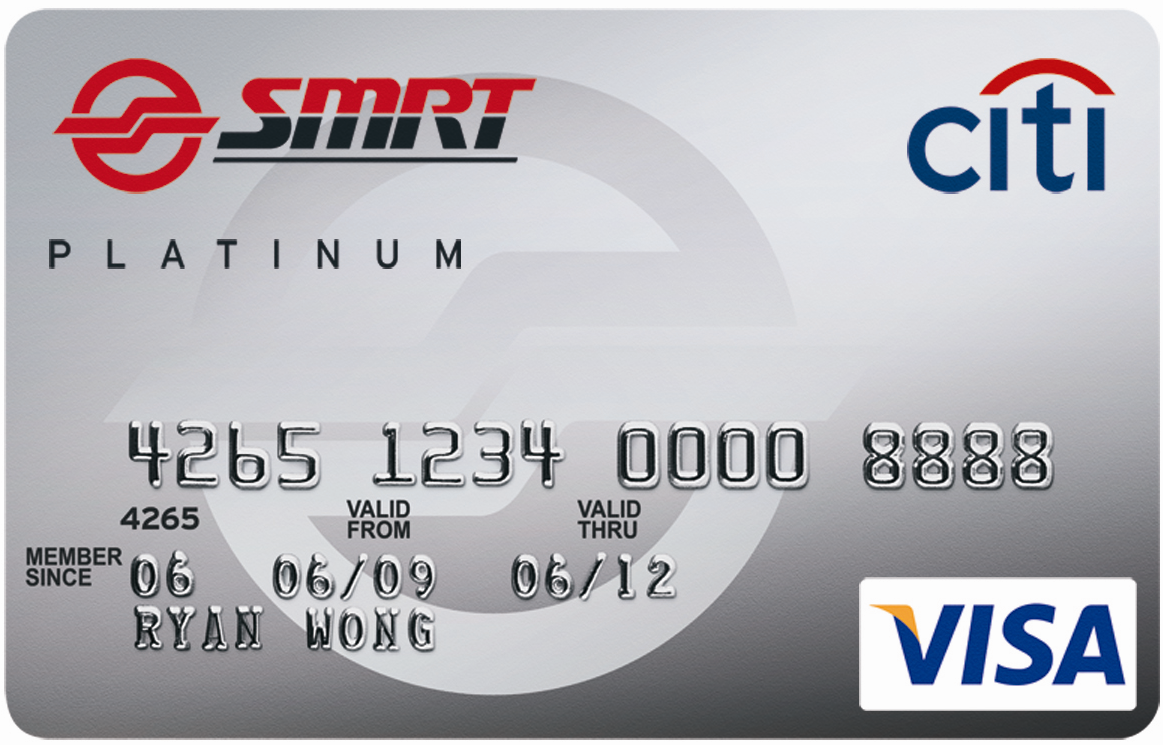 SMRT
citi
PLATINUM
4265 1234 0000 8888
4265
VALID FROM
VALID THRU
MEMBER SINCE
06 06/09 06/12
RYAN WONG
VISA